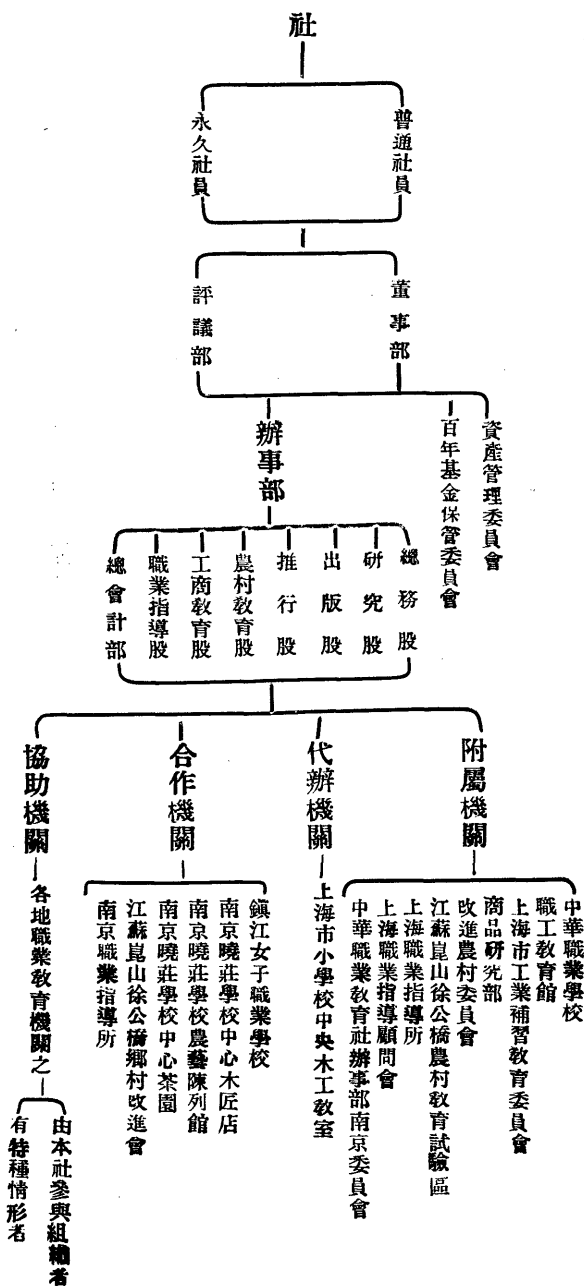 社
普通社員
永久社員
董事部
評議部
資產管理委員會
百年基金保管委員會
辦事部
總務股
研究股
出版股
推行股
農村教育股
工商教育股
職業指導股
總會計部
附屬機關
中華職業學校
職工教育館
上海市工業補習教育委員會
商品研究部
改進農村委員會
江蘇崑山徐公橋農村教育試驗區
上海職業指導所
上海職業指導顧問會
中華職業教育社辦事部南京委員會
代辦機關
上海市小學校中央木工教室
合作機關
鎭江女子職業學校
南京曉莊學校中心木匠店
南京曉莊學校農藝陳列館
南京曉莊學校中心茶園
江蘇崑山徐公橋鄉村改進會
南京職業指導所
協助機關
各地職業教育機關之
由本社參與組織者
有特種情形者